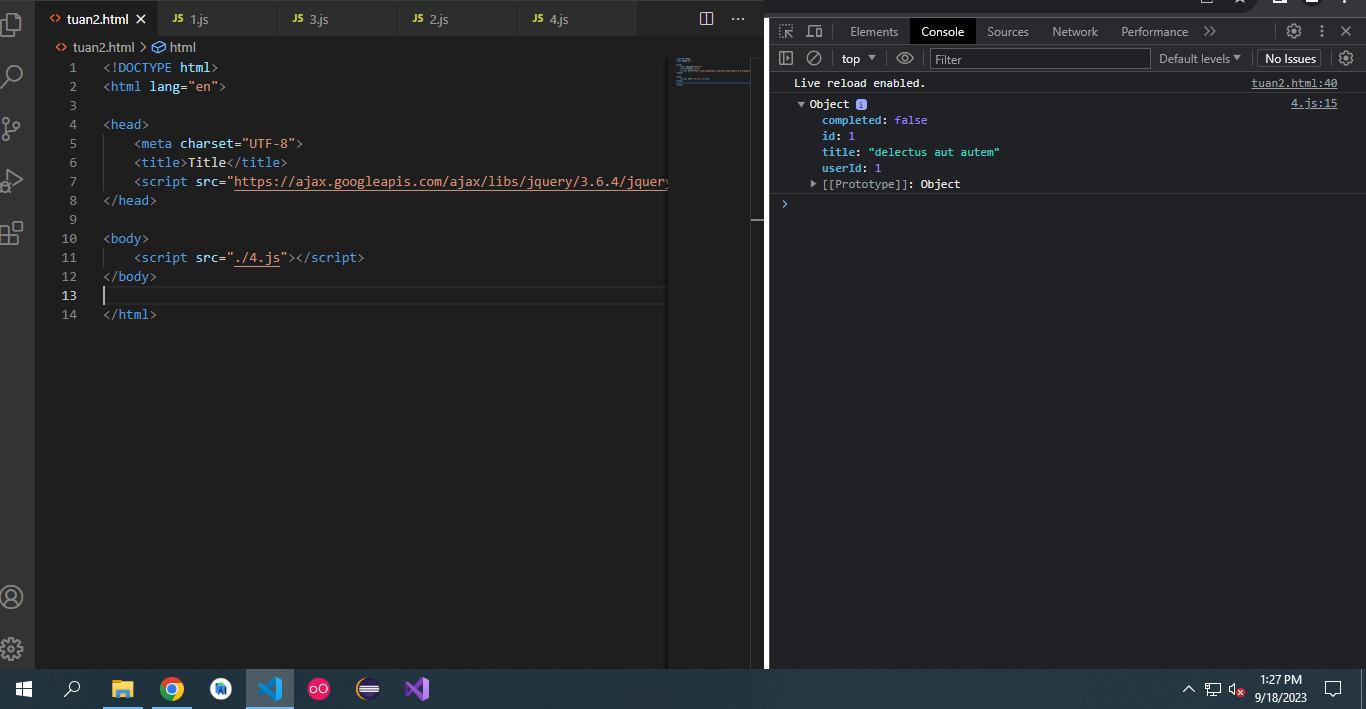 tuan2.html
JS 1.js
JS 3.js
JS 2.js
JS 4.js
tuan2.html > html
1 <!DOCTYPE html>
2 <html lang="en">
3
4 <head>
5 <meta charset="UTF-8">
6 <title>Title</title>
7 <script src="https://ajax.googleapis.com/ajax/libs/jquery/3.6.4/jquery
8 </head>
9
10 <body>
11 <script src="./4.js"></script>
12 </body>
13
14 </html>
Elements Console Sources Network Performance
top Filter Default levels No Issues
Live reload enabled. tuan2.html:40
Object 4.js:15
completed: false
id: 1
title: "delectus aut autem"
userId: 1
[[Prototype]]: Object
1:27 PM
9/18/2023